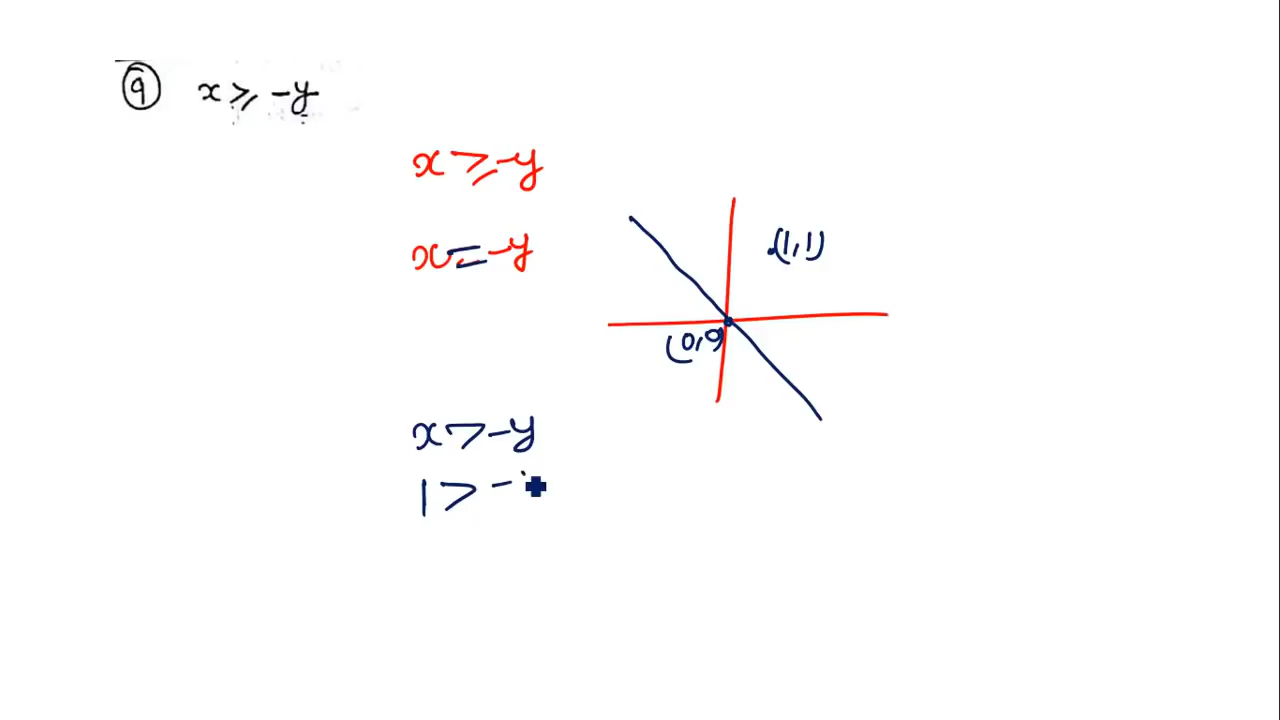 ⑨ x ⩾ -y
x ⩾ -y
x = -y
(1,1)
(0,0)
x > -y
1 > -